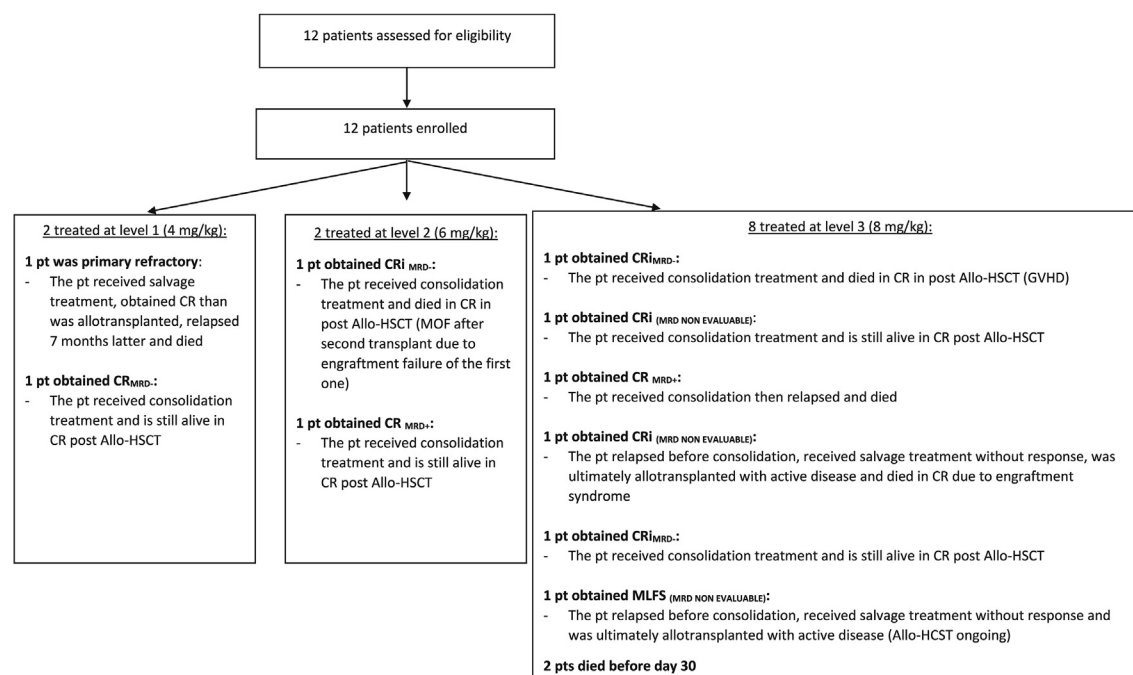 12 patients assessed for eligibility
12 patients enrolled
2 treated at level 1 (4 mg/kg):
1 pt was primary refractory:
- The pt received salvage
treatment, obtained CR than
was allotransplanted, relapsed
7 months latter and died
1 pt obtained CRMRD-:
- The pt received consolidation
treatment and is still alive in
CR post Allo-HSCT
2 treated at level 2 (6 mg/kg):
1 pt obtained CRi MRD-:
- The pt received consolidation
treatment and died in CR in
post Allo-HSCT (MOF after
second transplant due to
engraftment failure of the first
one)
1 pt obtained CR MRD+:
- The pt received consolidation
treatment and is still alive in
CR post Allo-HSCT
8 treated at level 3 (8 mg/kg):
1 pt obtained CRiMRD-:
- The pt received consolidation treatment and died in CR in post Allo-HSCT (GVHD)
1 pt obtained CRi (MRD NON EVALUABLE):
- The pt received consolidation treatment and is still alive in CR post Allo-HSCT
1 pt obtained CR MRD+:
- The pt received consolidation then relapsed and died
1 pt obtained CRi (MRD NON EVALUABLE):
- The pt relapsed before consolidation, received salvage treatment without response, was
ultimately allotransplanted with active disease and died in CR due to engraftment
syndrome
1 pt obtained CRiMRD-:
- The pt received consolidation treatment and is still alive in CR post Allo-HSCT
1 pt obtained MLFS (MRD NON EVALUABLE):
- The pt relapsed before consolidation, received salvage treatment without response and
was ultimately allotransplanted with active disease (Allo-HCST ongoing)
2 pts died before day 30